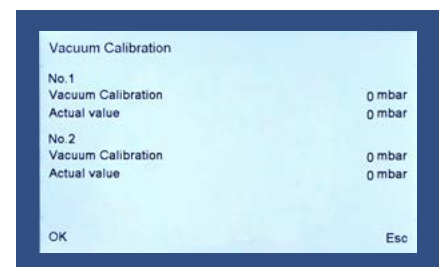 Vacuum Calibration
No.1
Vacuum Calibration 0 mbar
Actual value 0 mbar
No.2
Vacuum Calibration 0 mbar
Actual value 0 mbar
OK Esc